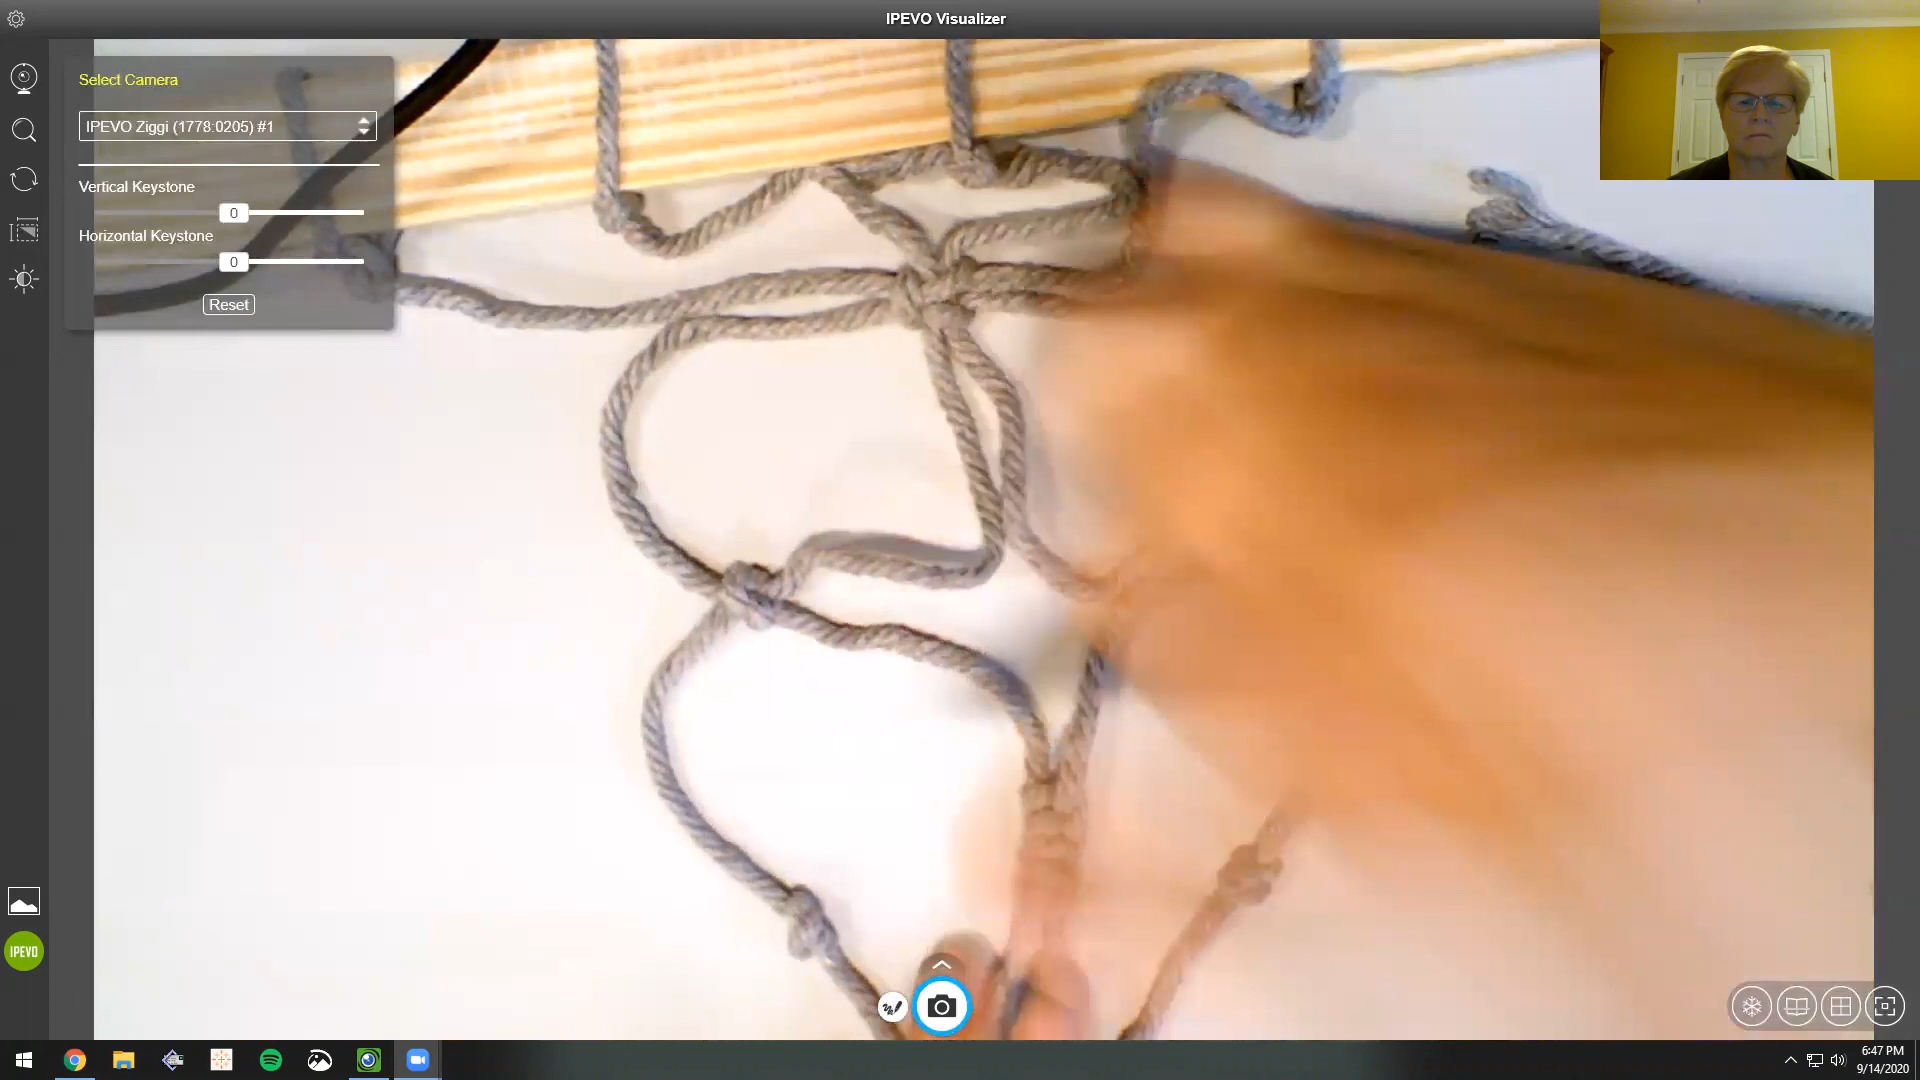 IPEVO Visualizer
Select Camera
IPEVO Ziggi (1778:0205) #1
Vertical Keystone
0
Horizontal Keystone
0
Reset
IPEVO
6:47 PM
9/14/2020